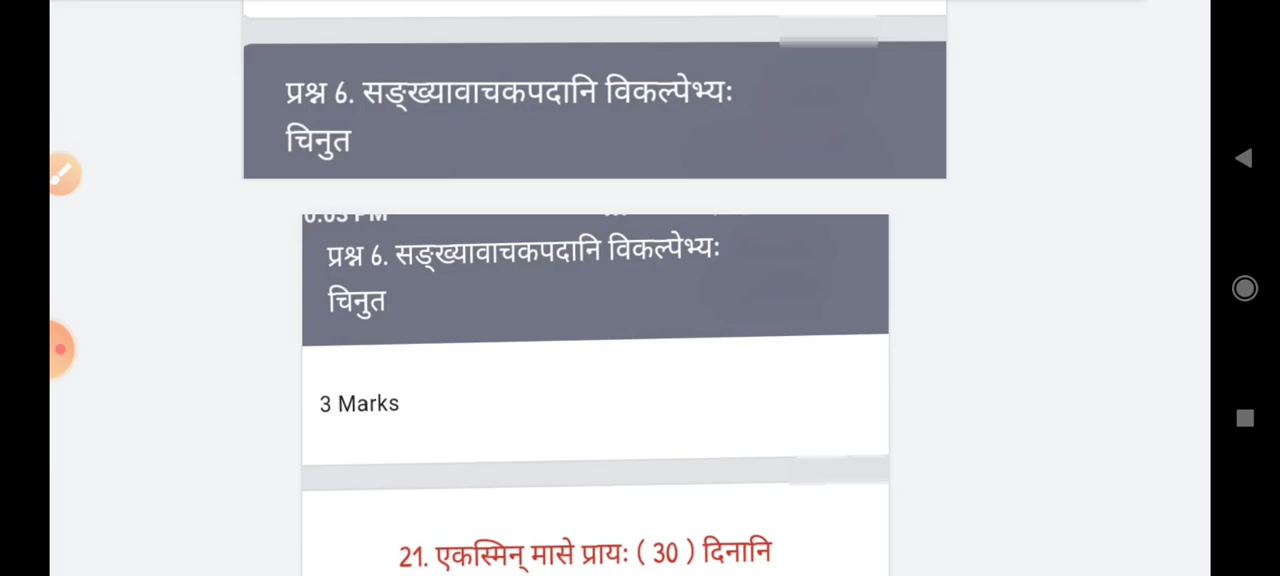 प्रश्न 6. सङ्ख्यावाचकपदानि विकल्पेभ्यः
चिनुत
प्रश्न 6. सङ्ख्यावाचकपदानि विकल्पेभ्यः
चिनुत
3 Marks
21. एकस्मिन् मासे प्रायः ( 30 ) दिनानि